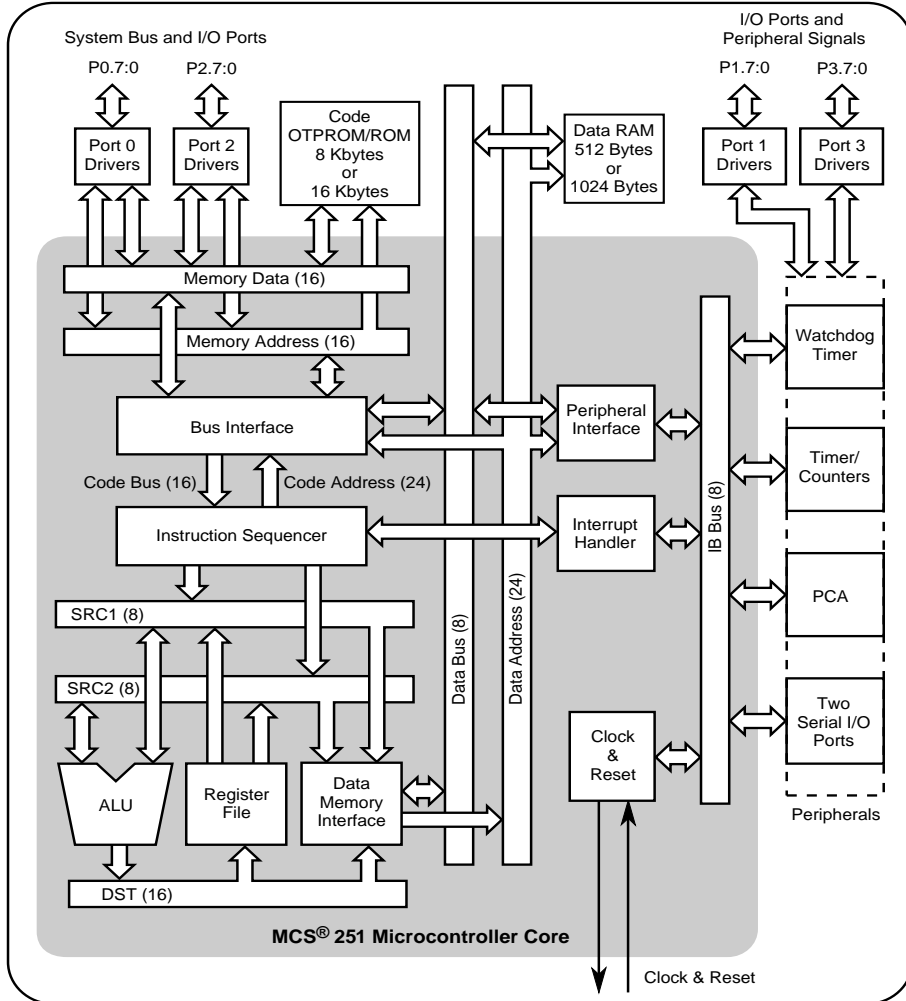 System Bus and I/O Ports
I/O Ports and
Peripheral Signals
P0.7:0
P2.7:0
P1.7:0
P3.7:0
Port 0
Drivers
Port 2
Drivers
Code
OTPROM/ROM
8 Kbytes
or
16 Kbytes
Data RAM
512 Bytes
or
1024 Bytes
Port 1
Drivers
Port 3
Drivers
Memory Data (16)
Memory Address (16)
Bus Interface
Code Bus (16)
Code Address (24)
Instruction Sequencer
SRC1 (8)
SRC2 (8)
ALU
Register
File
Data
Memory
Interface
DST (16)
Data Bus (8)
Data Address (24)
Peripheral
Interface
Interrupt
Handler
Clock
&
Reset
IB Bus (8)
Watchdog
Timer
Timer/
Counters
PCA
Two
Serial I/O
Ports
Peripherals
MCS® 251 Microcontroller Core
Clock & Reset